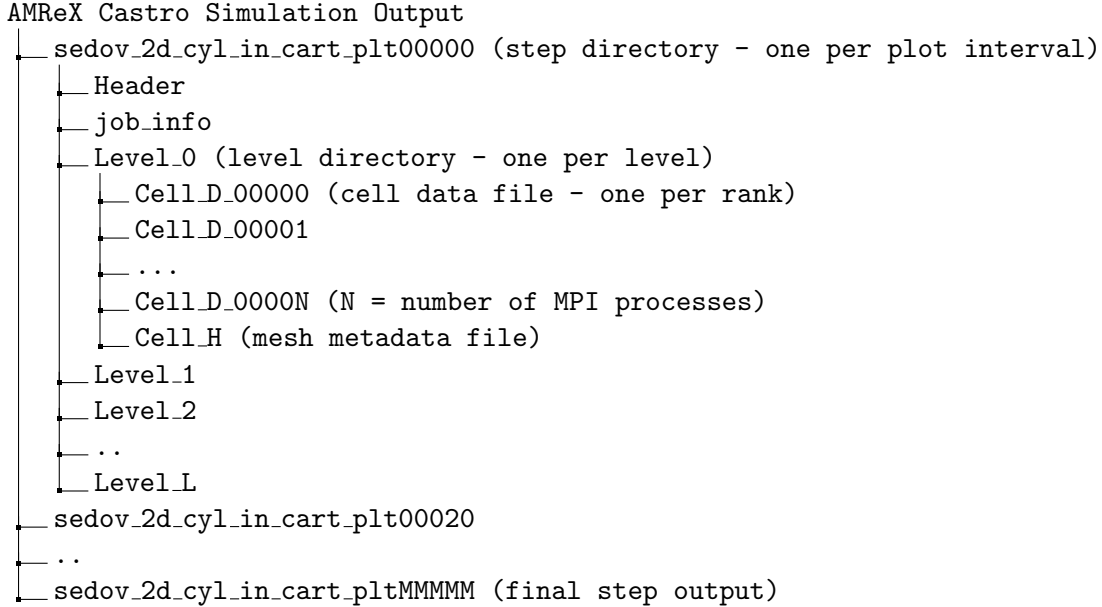 AMReX Castro Simulation Output
sedov_2d_cyl_in_cart_plt00000 (step directory - one per plot interval)
Header
job_info
Level_0 (level directory - one per level)
Cell_D_00000 (cell data file - one per rank)
Cell_D_00001
...
Cell_D_0000N (N = number of MPI processes)
Cell_H (mesh metadata file)
Level_1
Level_2
..
Level_L
sedov_2d_cyl_in_cart_plt00020
..
sedov_2d_cyl_in_cart_pltMMMMM (final step output)